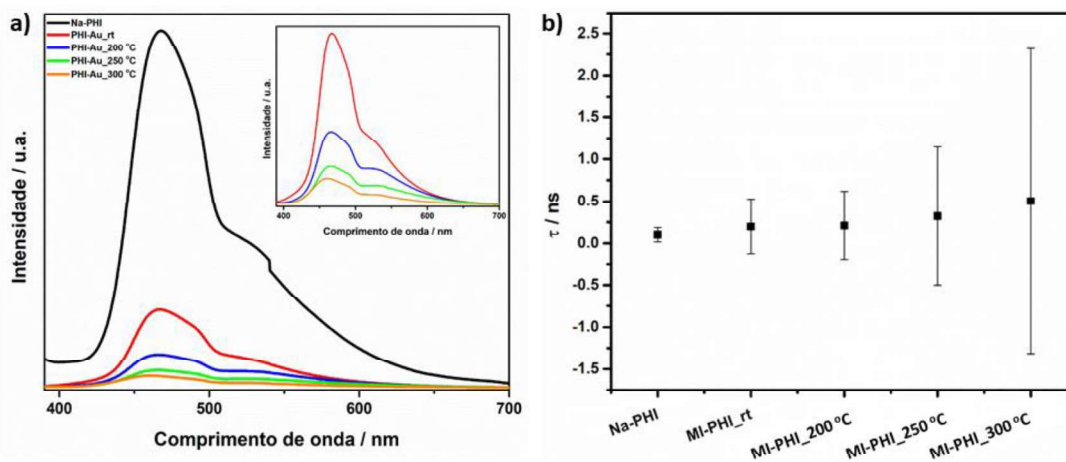 a)
Na-PHI
PHI-Au_rt
PHI-Au_200 °C
PHI-Au_250 °C
PHI-Au_300 °C
Intensidade / u.a.
400
500
600
700
Comprimento de onda / nm
Intensidade / u.a.
400
500
600
700
Comprimento de onda / nm
b)
2.5
2.0
1.5
1.0
0.5
0.0
-0.5
-1.0
-1.5
τ / ns
Na-PHI
MI-PHI_rt
MI-PHI_200 °C
MI-PHI_250 °C
MI-PHI_300 °C